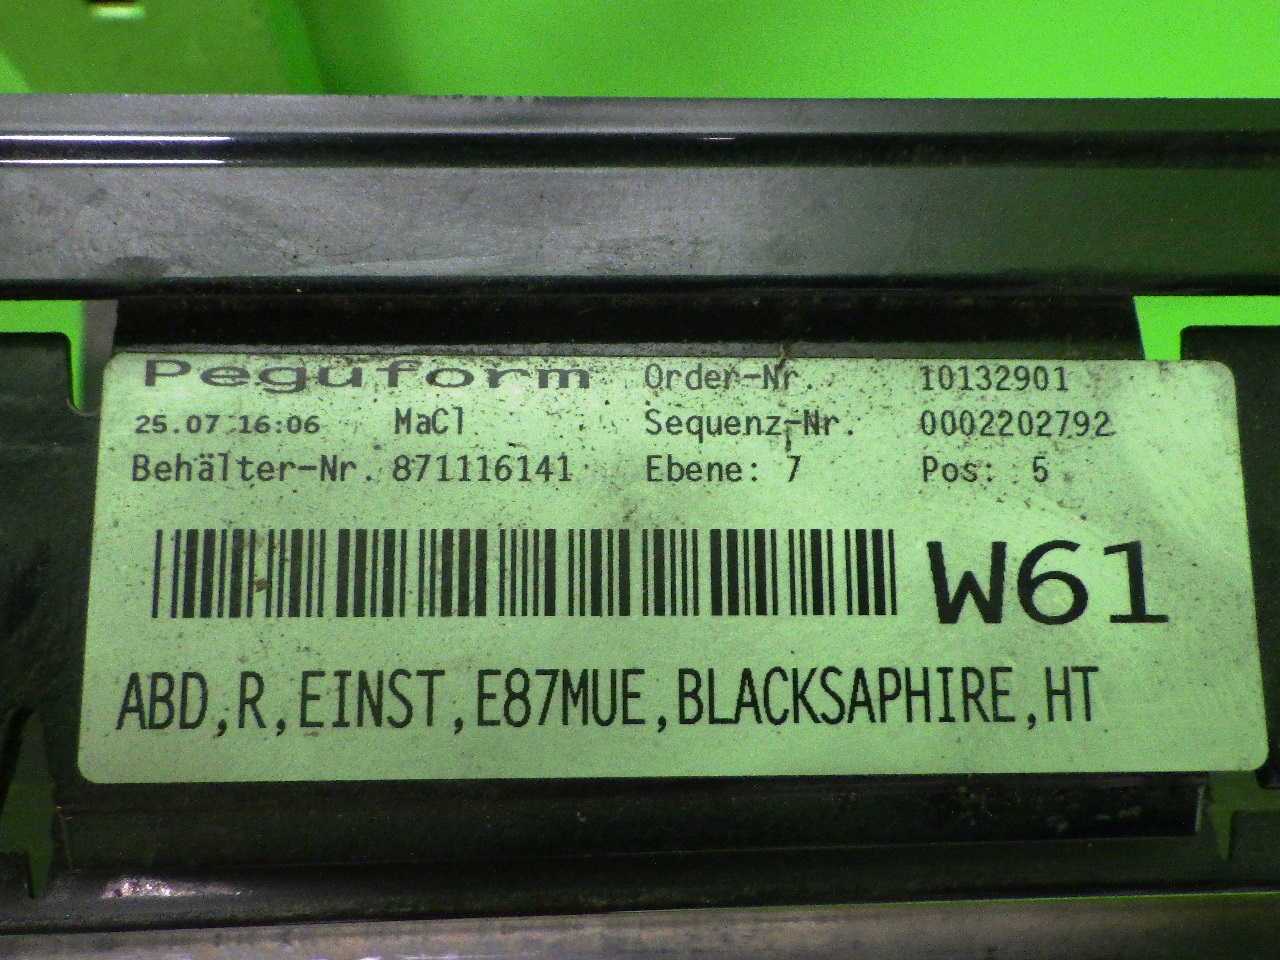 Peguform Order-Nr. 10132901
25.07 16:06 MaCl Sequenz-Nr. 0002202792
Behälter-Nr. 871116141 Ebene: 7 Pos: 5
W61
ABD,R,EINST,E87MUE,BLACKSAPHIRE,HT